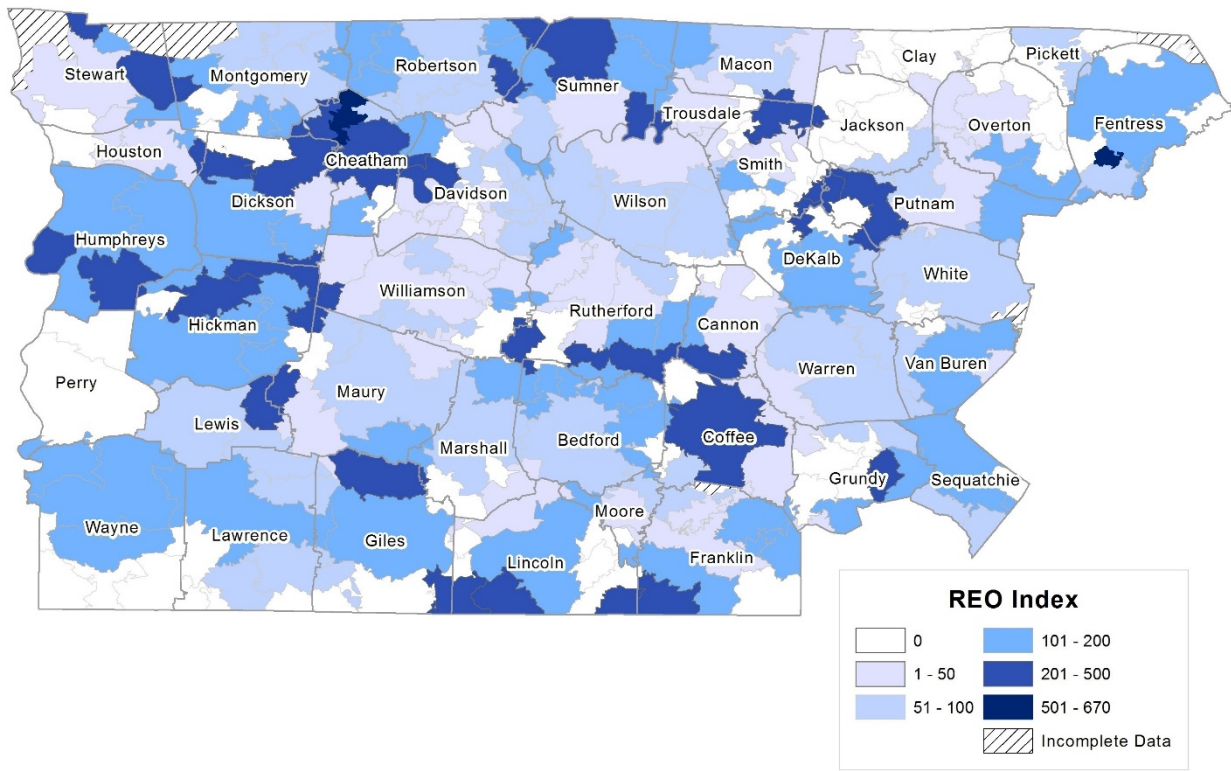 Clay
Pickett
Stewart
Montgomery
Robertson
Macon
Sumner
Trousdale
Jackson
Overton
Fentress
Houston
Cheatham
Smith
Dickson
Davidson
Wilson
Putnam
Humphreys
DeKalb
White
Williamson
Rutherford
Hickman
Cannon
Perry
Maury
Warren
Van Buren
Lewis
Marshall
Bedford
Coffee
Grundy
Sequatchie
Wayne
Lawrence
Giles
Moore
Lincoln
Franklin
REO Index
0
1 - 50
51 - 100
101 - 200
201 - 500
501 - 670
Incomplete Data